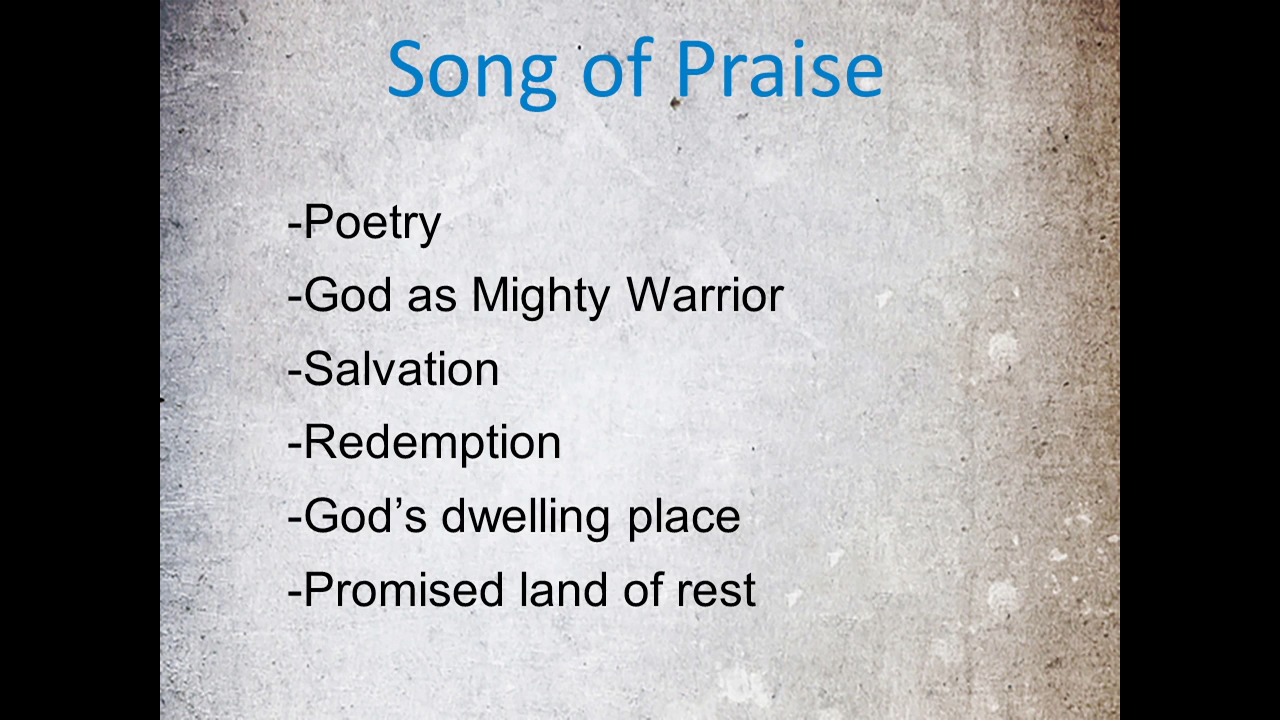 Song of Praise
-Poetry
-God as Mighty Warrior
-Salvation
-Redemption
-God’s dwelling place
-Promised land of rest